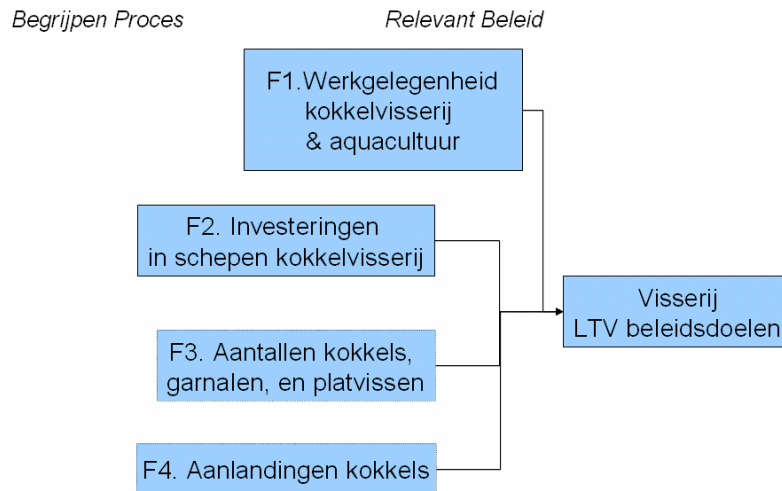 Begrijpen Proces
Relevant Beleid
F1.Werkgelegenheid
kokkelvisserij
& aquacultuur
F2. Investeringen
in schepen kokkelvisserij
Visserij
LTV beleidsdoelen
F3. Aantallen kokkels,
garnalen, en platvissen
F4. Aanlandingen kokkels